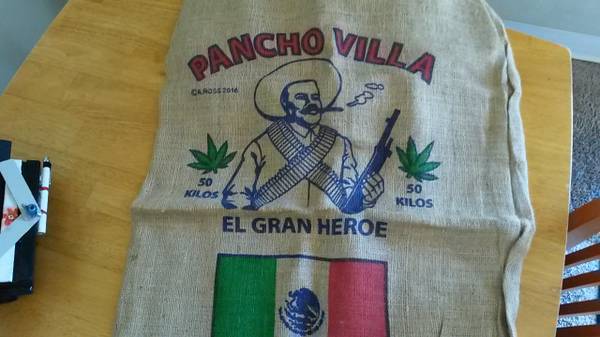 PANCHO VILLA
©A.ROSS 2016
50 KILOS
50 KILOS
EL GRAN HEROE